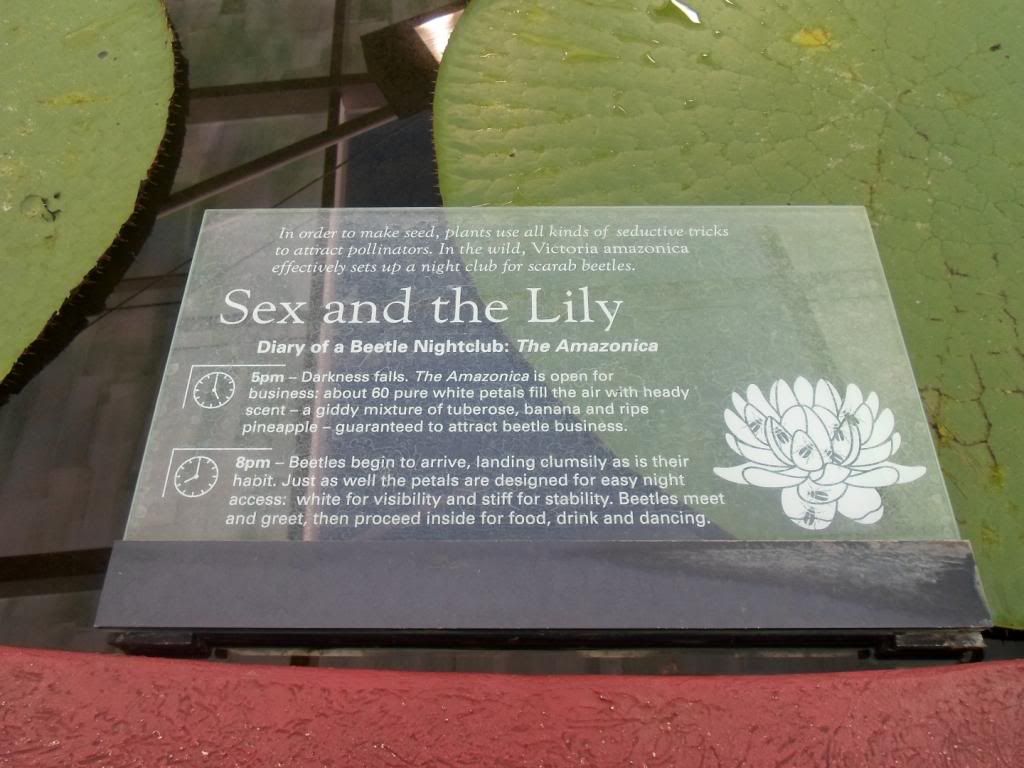 In order to make seed, plants use all kinds of seductive tricks
to attract pollinators. In the wild, Victoria amazonica
effectively sets up a night club for scarab beetles.
Sex and the Lily
Diary of a Beetle Nightclub: The Amazonica
5pm – Darkness falls. The Amazonica is open for
business: about 60 pure white petals fill the air with heady
scent – a giddy mixture of tuberose, banana and ripe
pineapple – guaranteed to attract beetle business.
8pm – Beetles begin to arrive, landing clumsily as is their
habit. Just as well the petals are designed for easy night
access: white for visibility and stiff for stability. Beetles meet
and greet, then proceed inside for food, drink and dancing.